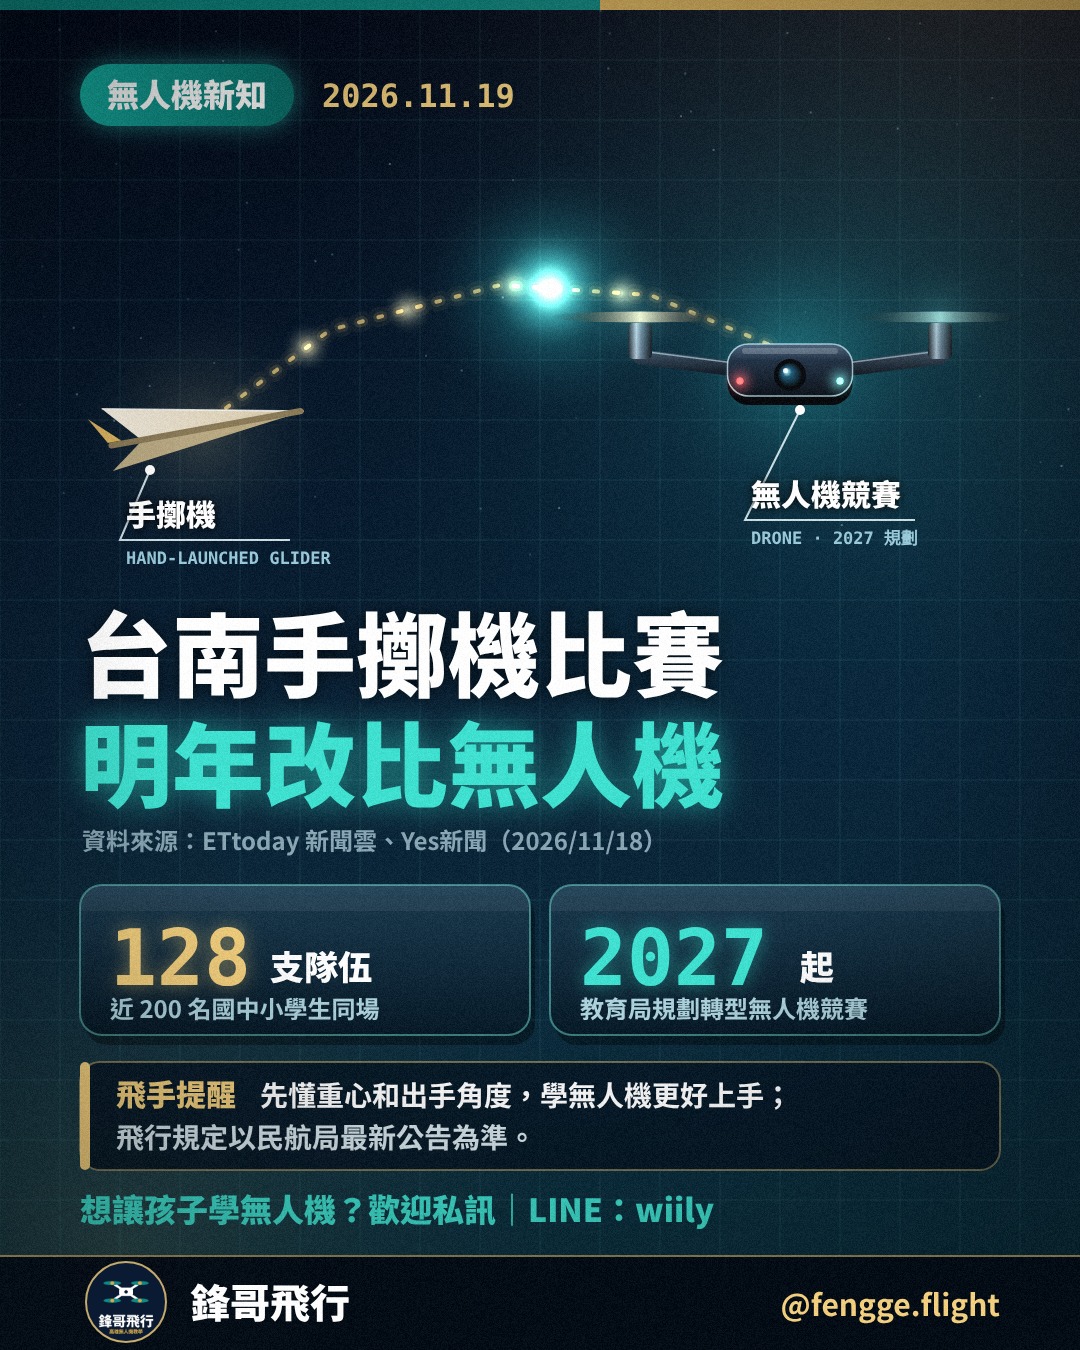 無人機新知 2026.11.19
手擲機
HAND-LAUNCHED GLIDER
無人機競賽
DRONE · 2027 規劃
台南手擲機比賽
明年改比無人機
資料來源：ETtoday 新聞雲、Yes新聞（2026/11/18）
128 支隊伍
近 200 名國中小學生同場
2027 起
教育局規劃轉型無人機競賽
飛手提醒 先懂重心和出手角度，學無人機更好上手；
飛行規定以民航局最新公告為準。
想讓孩子學無人機？歡迎私訊｜LINE：wiily
鋒哥飛行
鋒哥飛行
@fengge.flight